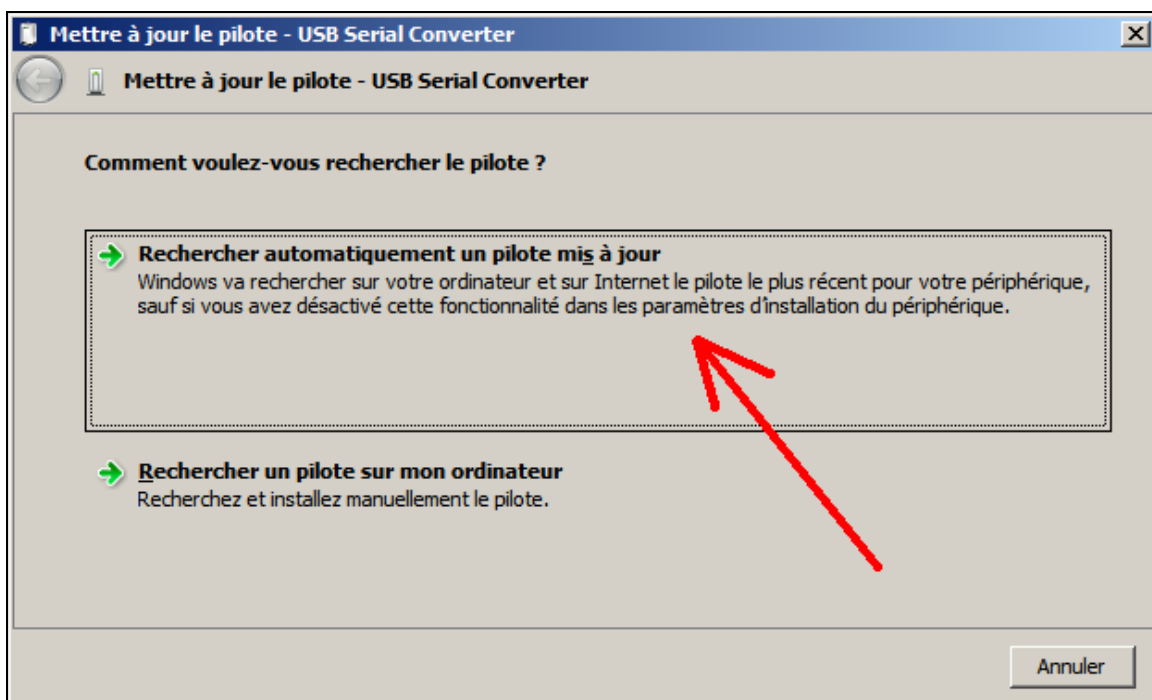 Mettre à jour le pilote - USB Serial Converter
Mettre à jour le pilote - USB Serial Converter
Comment voulez-vous rechercher le pilote ?
Rechercher automatiquement un pilote mis à jour
Windows va rechercher sur votre ordinateur et sur Internet le pilote le plus récent pour votre périphérique,
sauf si vous avez désactivé cette fonctionnalité dans les paramètres d'installation du périphérique.
Rechercher un pilote sur mon ordinateur
Recherchez et installez manuellement le pilote.
Annuler